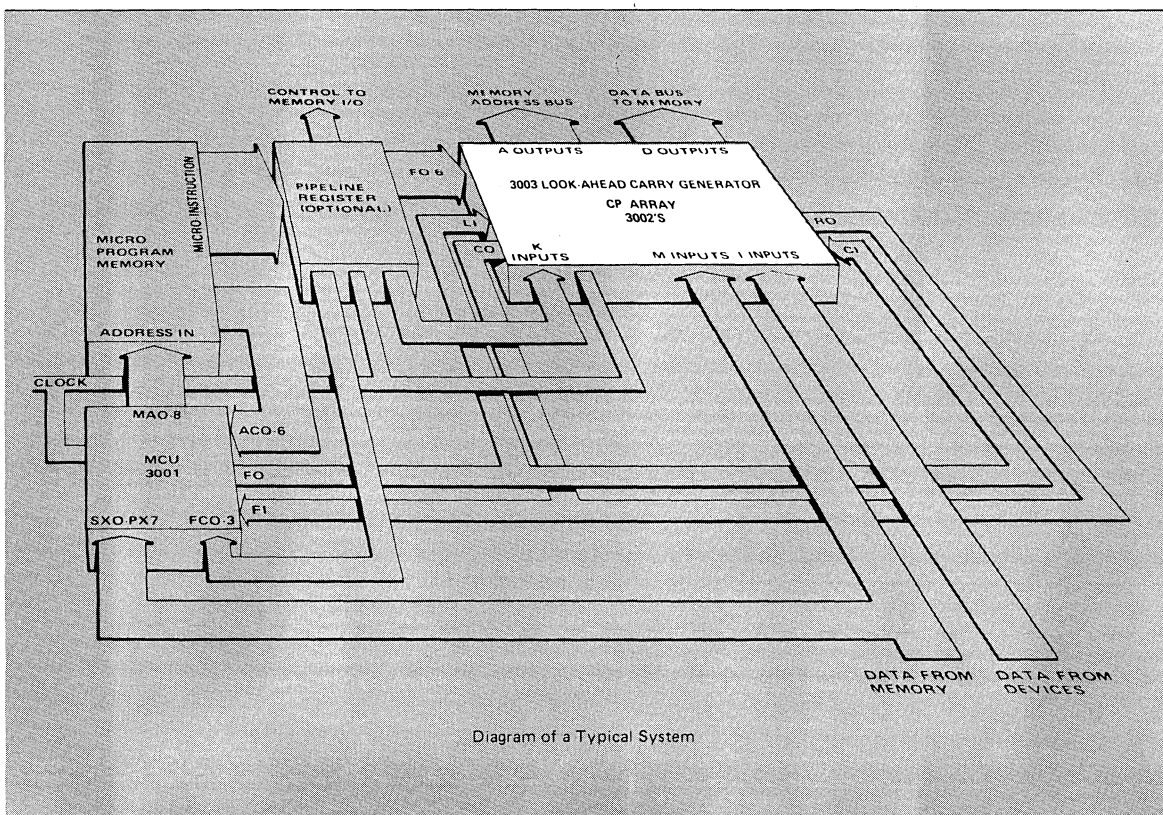 CONTROL TO
MEMORY I/O
MEMORY
ADDRESS BUS
DATA BUS
TO MEMORY
MICRO PROGRAM MEMORY
MICRO-INSTRUCTION
ADDRESS IN
PIPELINE
REGISTER
(OPTIONAL)
FO-6
A OUTPUTS
D OUTPUTS
3003 LOOK-AHEAD CARRY GENERATOR
CP ARRAY
3002'S
K
INPUTS
M INPUTS
I INPUTS
LI
CO
RO
CI
CLOCK
MAO-8
MCU
3001
ACO-6
FO
FI
SXO-PX7
FCO-3
DATA FROM
MEMORY
DATA FROM
DEVICES
Diagram of a Typical System